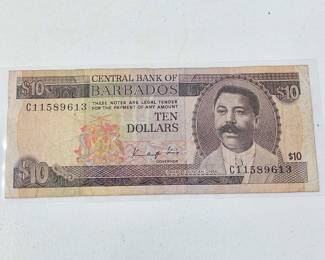 $10 CENTRAL BANK OF $10
BARBADOS
THESE NOTES ARE LEGAL TENDER
FOR THE PAYMENT OF ANY AMOUNT
C11589613
TEN
DOLLARS
GOVERNOR
$10
$10 C11589613